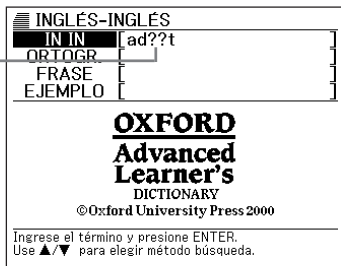 INGLÉS-INGLÉS
IN IN [ad??t ]
ORTOGR. [ ]
FRASE [ ]
EJEMPLO [ ]
OXFORD
Advanced
Learner's
DICTIONARY
©Oxford University Press 2000
Ingrese el término y presione ENTER.
Use ▲/▼ para elegir método búsqueda.